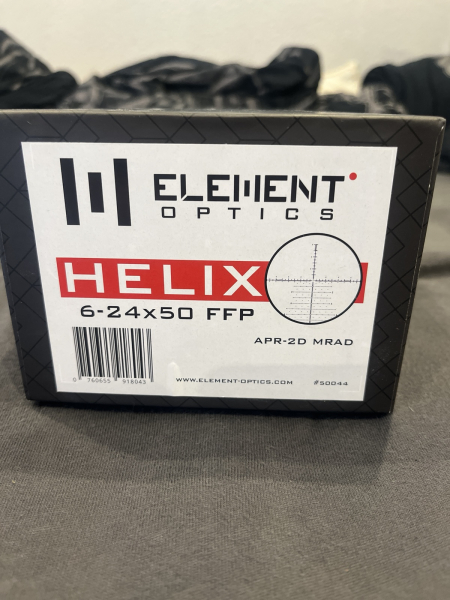 ELEMENT
OPTICS
HELIX
6-24x50 FFP
APR-2D MRAD
0 760655 918043
WWW.ELEMENT-OPTICS.COM #50044